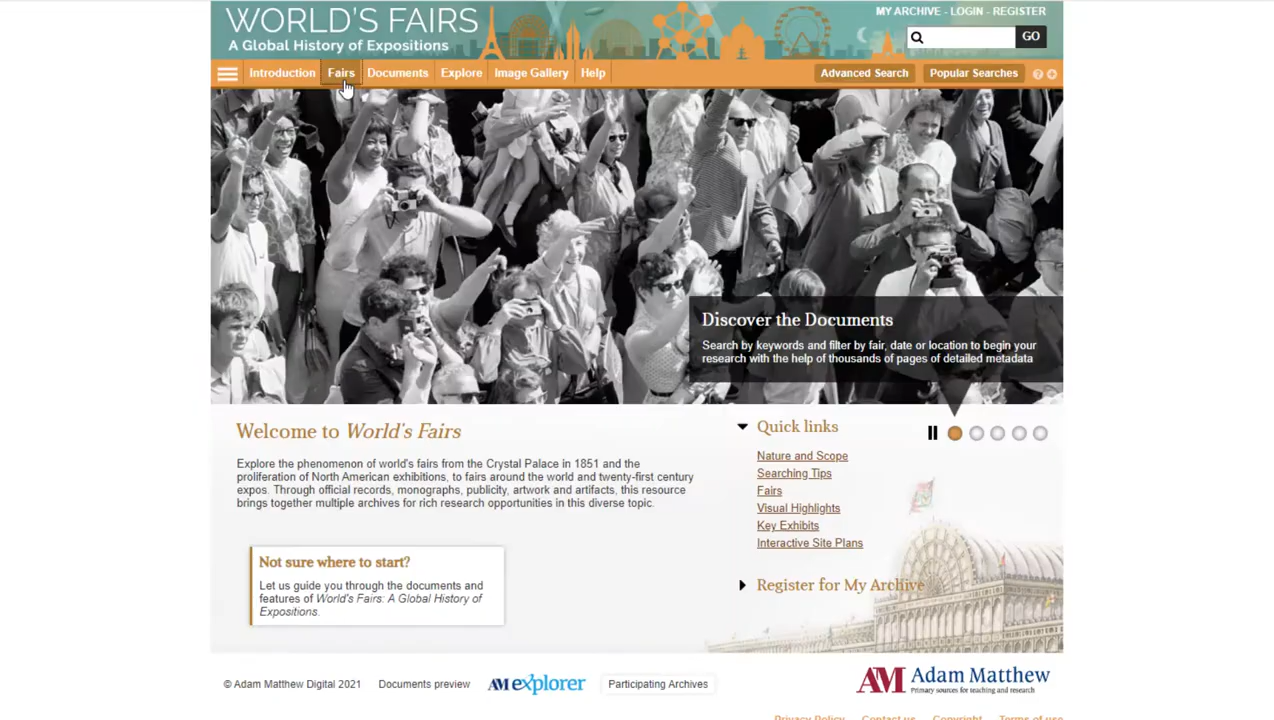 WORLD'S FAIRS
A Global History of Expositions
MY ARCHIVE - LOGIN - REGISTER
GO
Introduction Fairs Documents Explore Image Gallery Help
Advanced Search Popular Searches ?
Discover the Documents
Search by keywords and filter by fair, date or location to begin your
research with the help of thousands of pages of detailed metadata
Welcome to World's Fairs
Explore the phenomenon of world's fairs from the Crystal Palace in 1851 and the
proliferation of North American exhibitions, to fairs around the world and twenty-first century
expos. Through official records, monographs, publicity, artwork and artifacts, this resource
brings together multiple archives for rich research opportunities in this diverse topic.
Not sure where to start?
Let us guide you through the documents and
features of World's Fairs: A Global History of
Expositions.
Quick links
Nature and Scope
Searching Tips
Fairs
Visual Highlights
Key Exhibits
Interactive Site Plans
Register for My Archive
© Adam Matthew Digital 2021 Documents preview AM explorer Participating Archives
AM Adam Matthew
Primary sources for teaching and research
Privacy Policy Contact us Copyright Terms of use